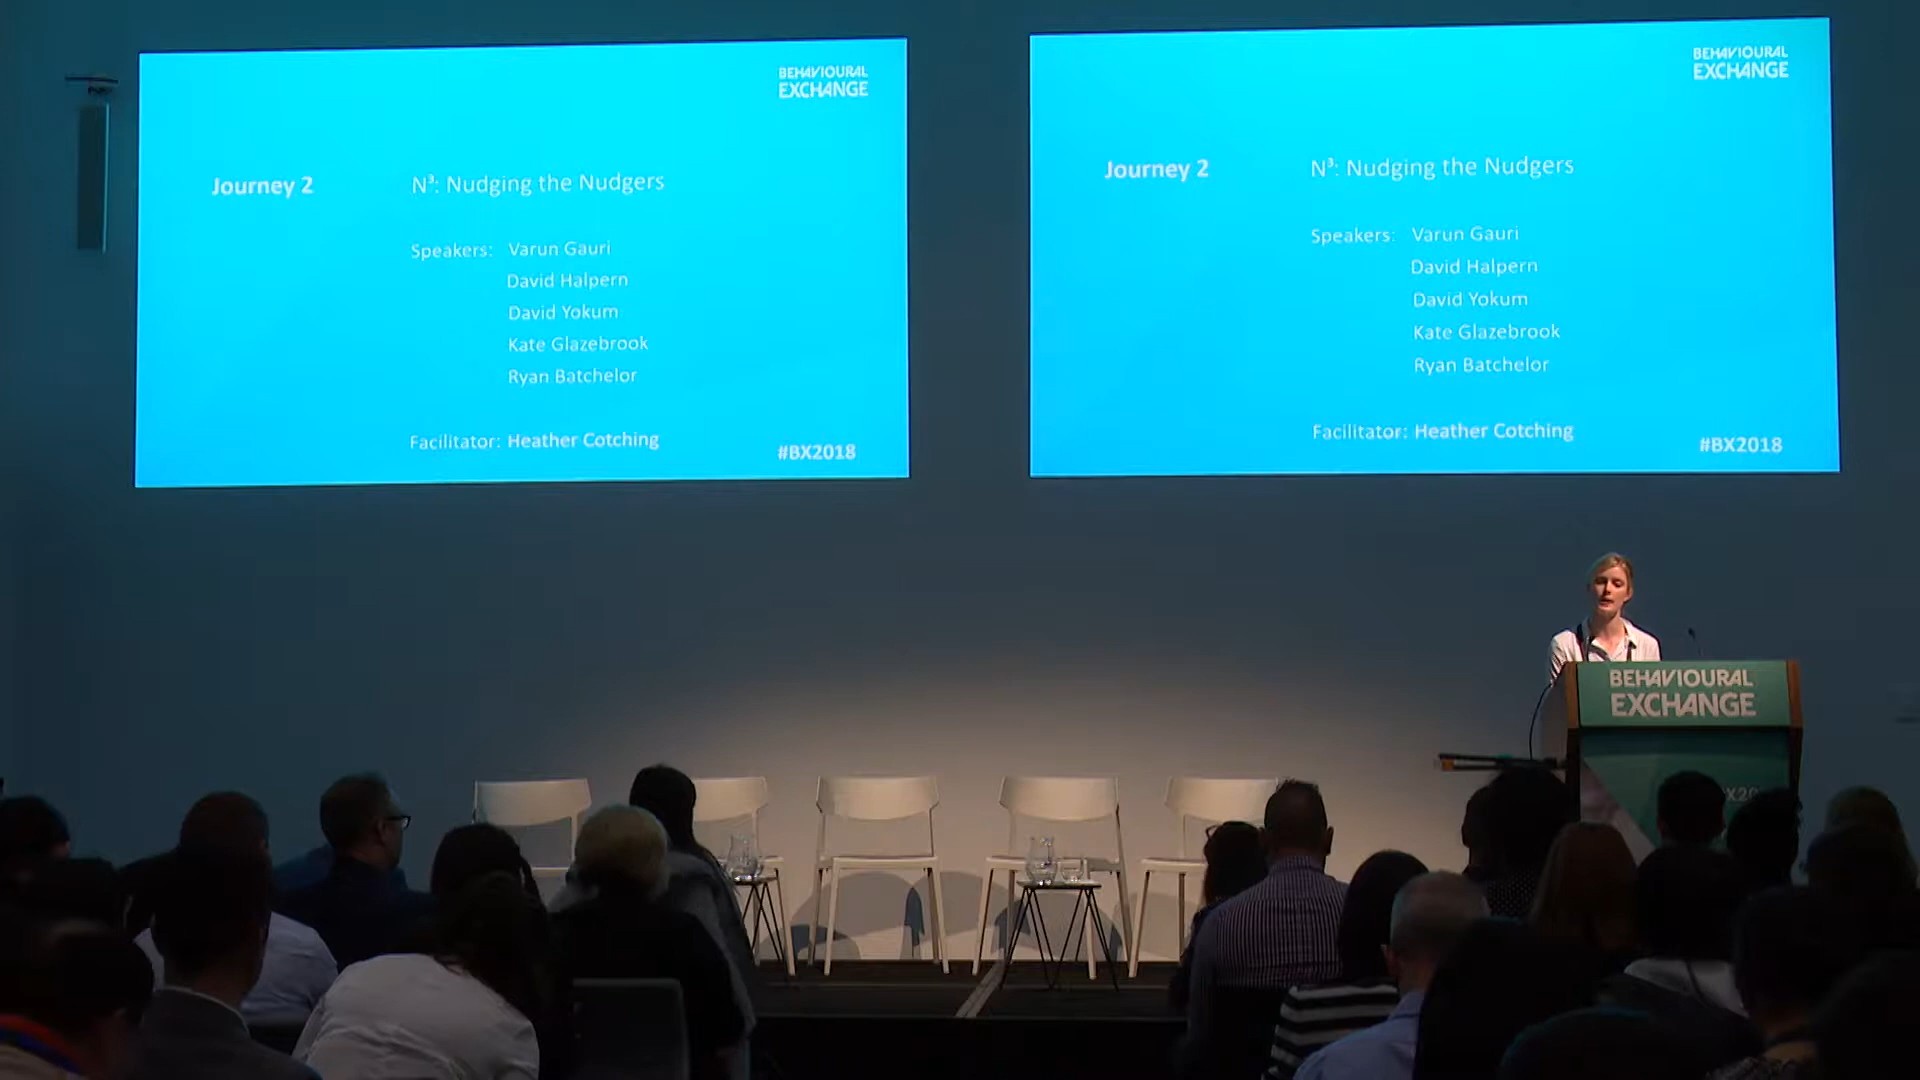 BEHAVIOURAL
EXCHANGE
Journey 2
N³: Nudging the Nudgers
Speakers: Varun Gauri
David Halpern
David Yokum
Kate Glazebrook
Ryan Batchelor
Facilitator: Heather Cotching
#BX2018
BEHAVIOURAL
EXCHANGE
Journey 2
N³: Nudging the Nudgers
Speakers: Varun Gauri
David Halpern
David Yokum
Kate Glazebrook
Ryan Batchelor
Facilitator: Heather Cotching
#BX2018
BEHAVIOURAL
EXCHANGE